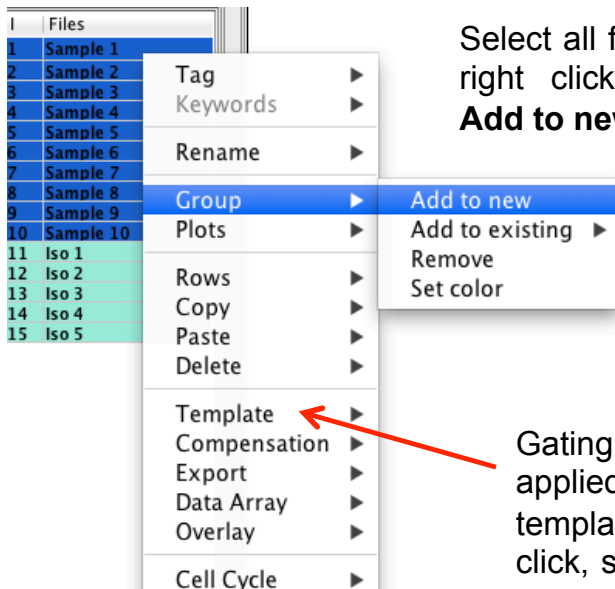 I Files
1 Sample 1
2 Sample 2
3 Sample 3
4 Sample 4
5 Sample 5
6 Sample 6
7 Sample 7
8 Sample 8
9 Sample 9
10 Sample 10
11 Iso 1
12 Iso 2
13 Iso 3
14 Iso 4
15 Iso 5
Tag
Keywords
Rename
Group
Plots
Rows
Copy
Paste
Delete
Template
Compensation
Export
Data Array
Overlay
Cell Cycle
Add to new
Add to existing
Remove
Set color
Select all
right click
Add to
Gating
click,